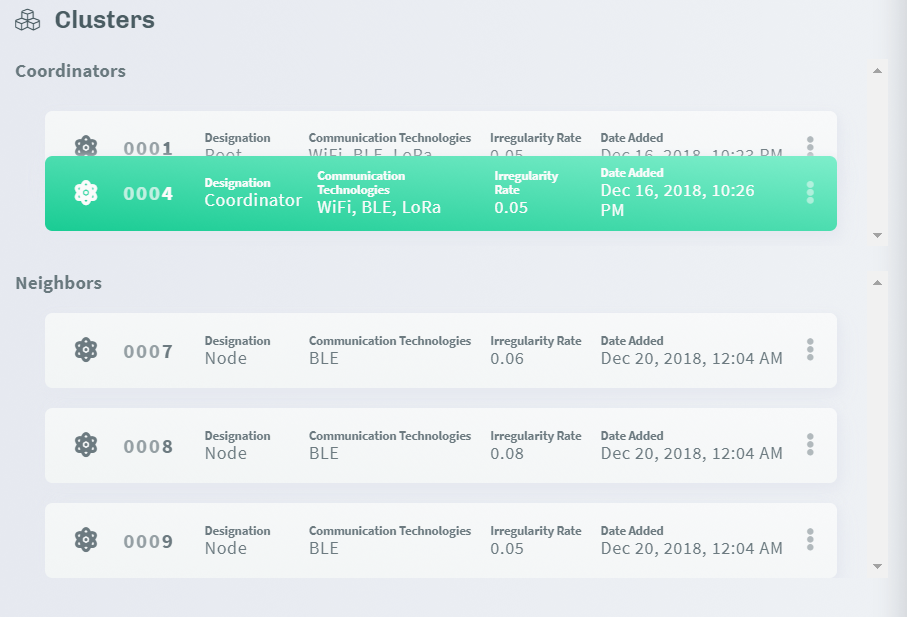 Clusters
Coordinators
0001 Designation Communication Technologies Irregularity Rate Date Added
Root WiFi, BLE, LoRa 0.05 Dec 16, 2018, 10:23 PM
0004 Designation Communication Technologies Irregularity Rate Date Added
Coordinator WiFi, BLE, LoRa 0.05 Dec 16, 2018, 10:26 PM
Neighbors
0007 Designation Communication Technologies Irregularity Rate Date Added
Node BLE 0.06 Dec 20, 2018, 12:04 AM
0008 Designation Communication Technologies Irregularity Rate Date Added
Node BLE 0.08 Dec 20, 2018, 12:04 AM
0009 Designation Communication Technologies Irregularity Rate Date Added
Node BLE 0.05 Dec 20, 2018, 12:04 AM